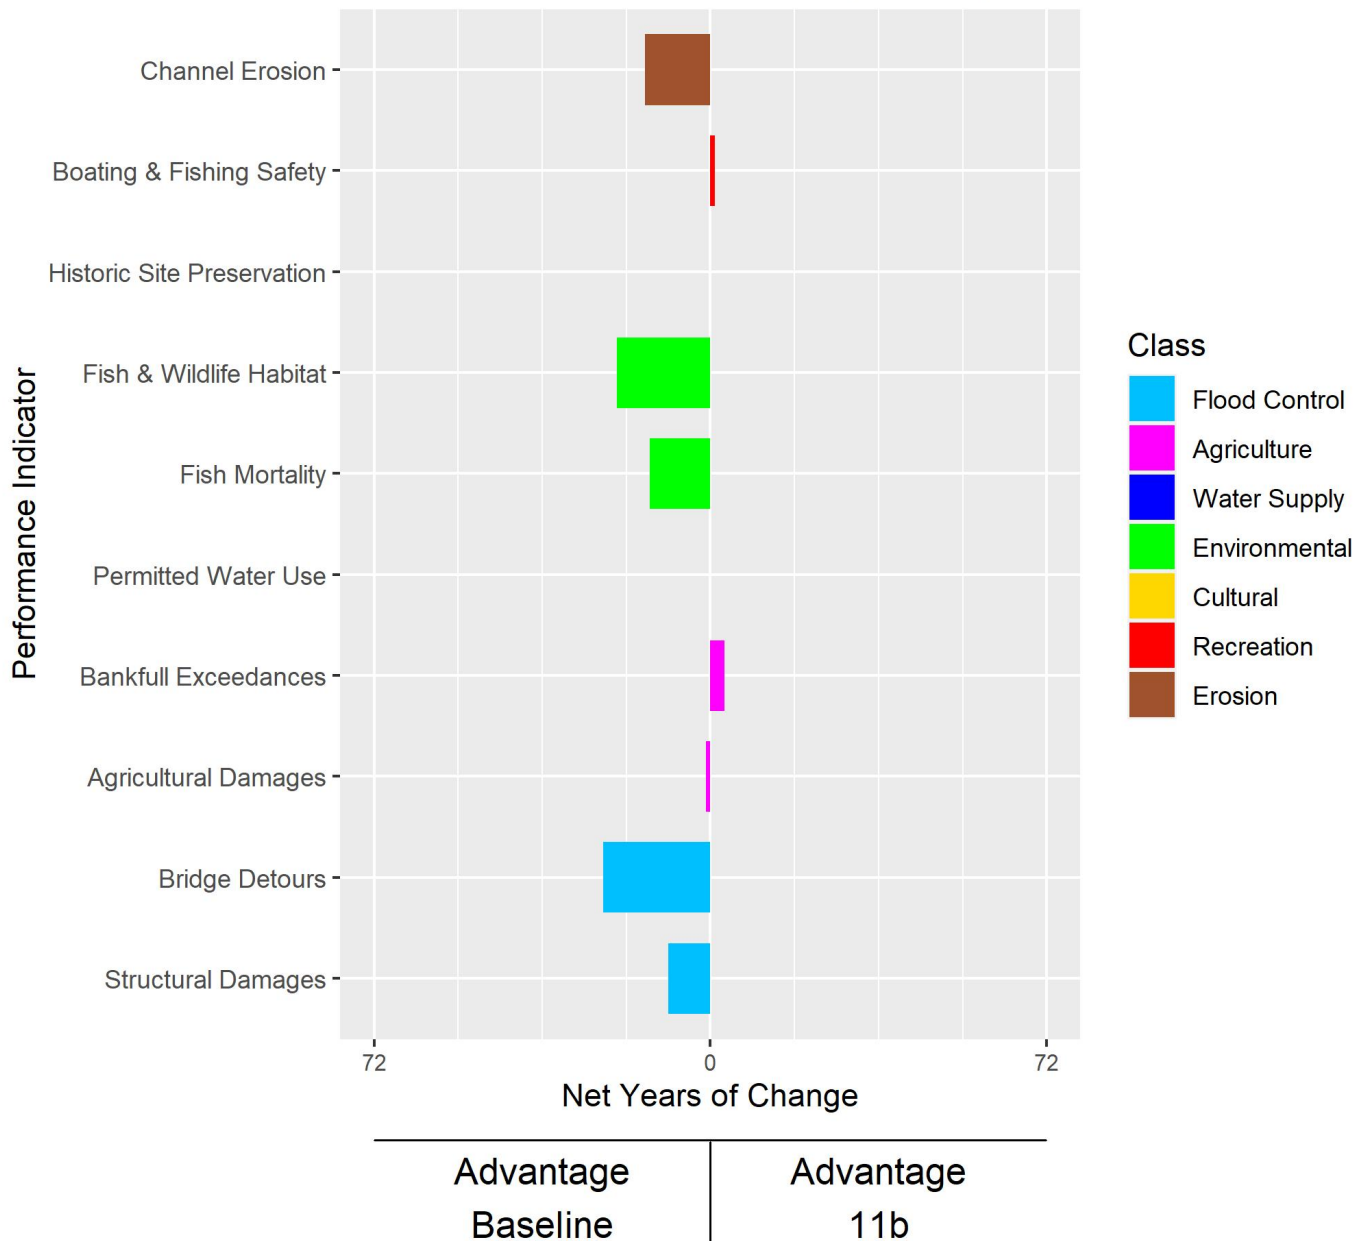 Channel Erosion
Boating & Fishing Safety
Historic Site Preservation
Fish & Wildlife Habitat
Fish Mortality
Permitted Water Use
Bankfull Exceedances
Agricultural Damages
Bridge Detours
Structural Damages
Performance Indicator
72 0 72
Net Years of Change
Advantage Baseline
Advantage 11b
Class
Flood Control
Agriculture
Water Supply
Environmental
Cultural
Recreation
Erosion